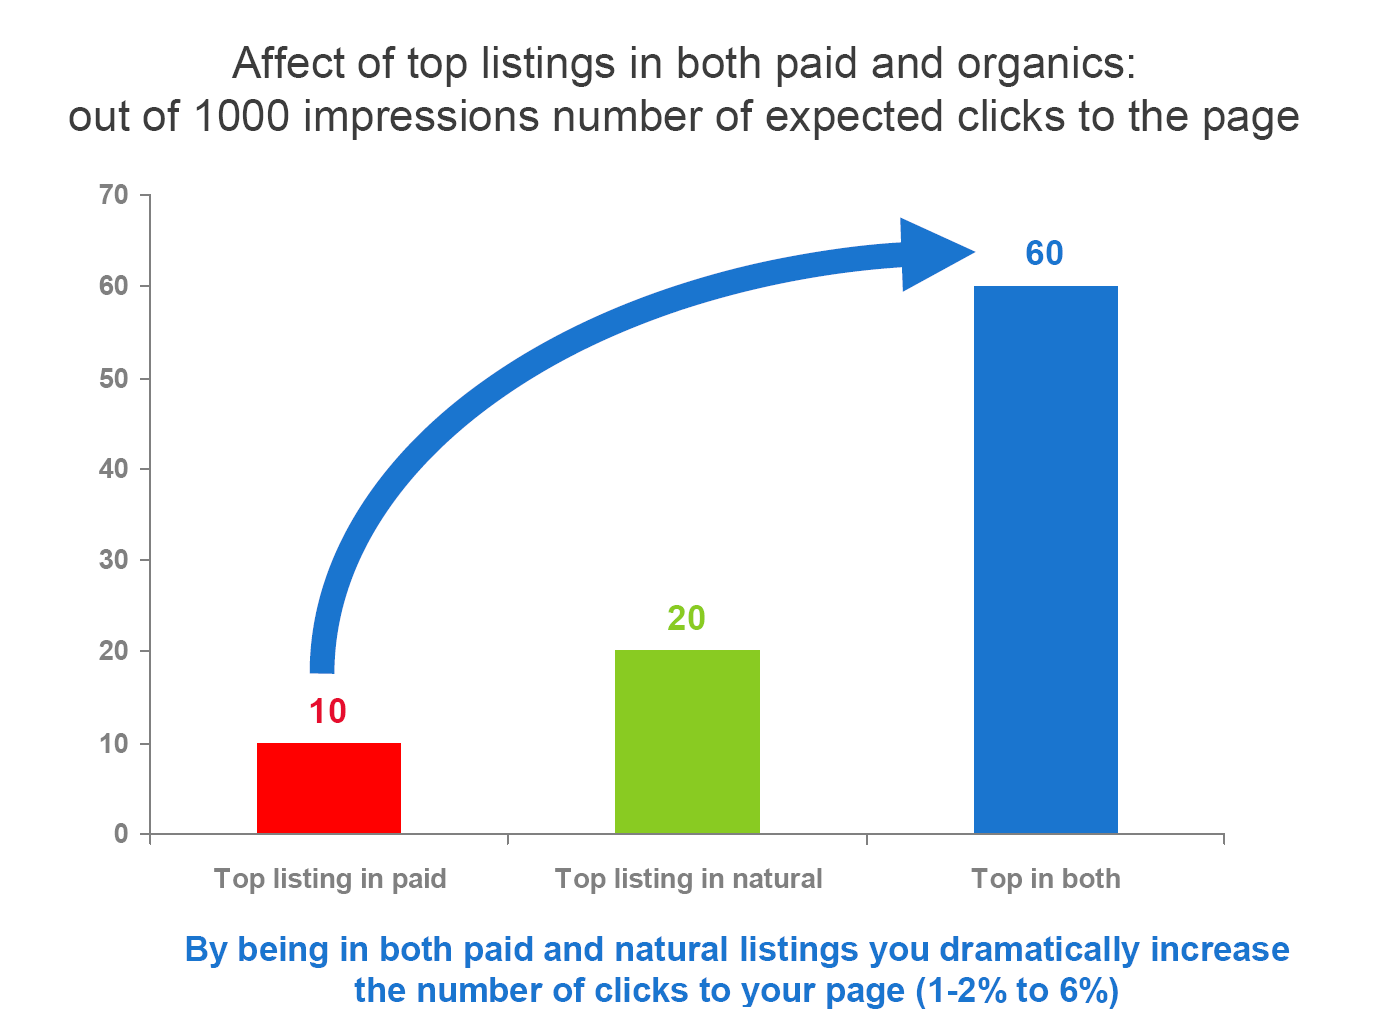 Affect of top listings in both paid and organics:
out of 1000 impressions number of expected clicks to the page
70
60
50
40
30
20
10
0
10
20
60
Top listing in paid
Top listing in natural
Top in both
By being in both paid and natural listings you dramatically increase
the number of clicks to your page (1-2% to 6%)